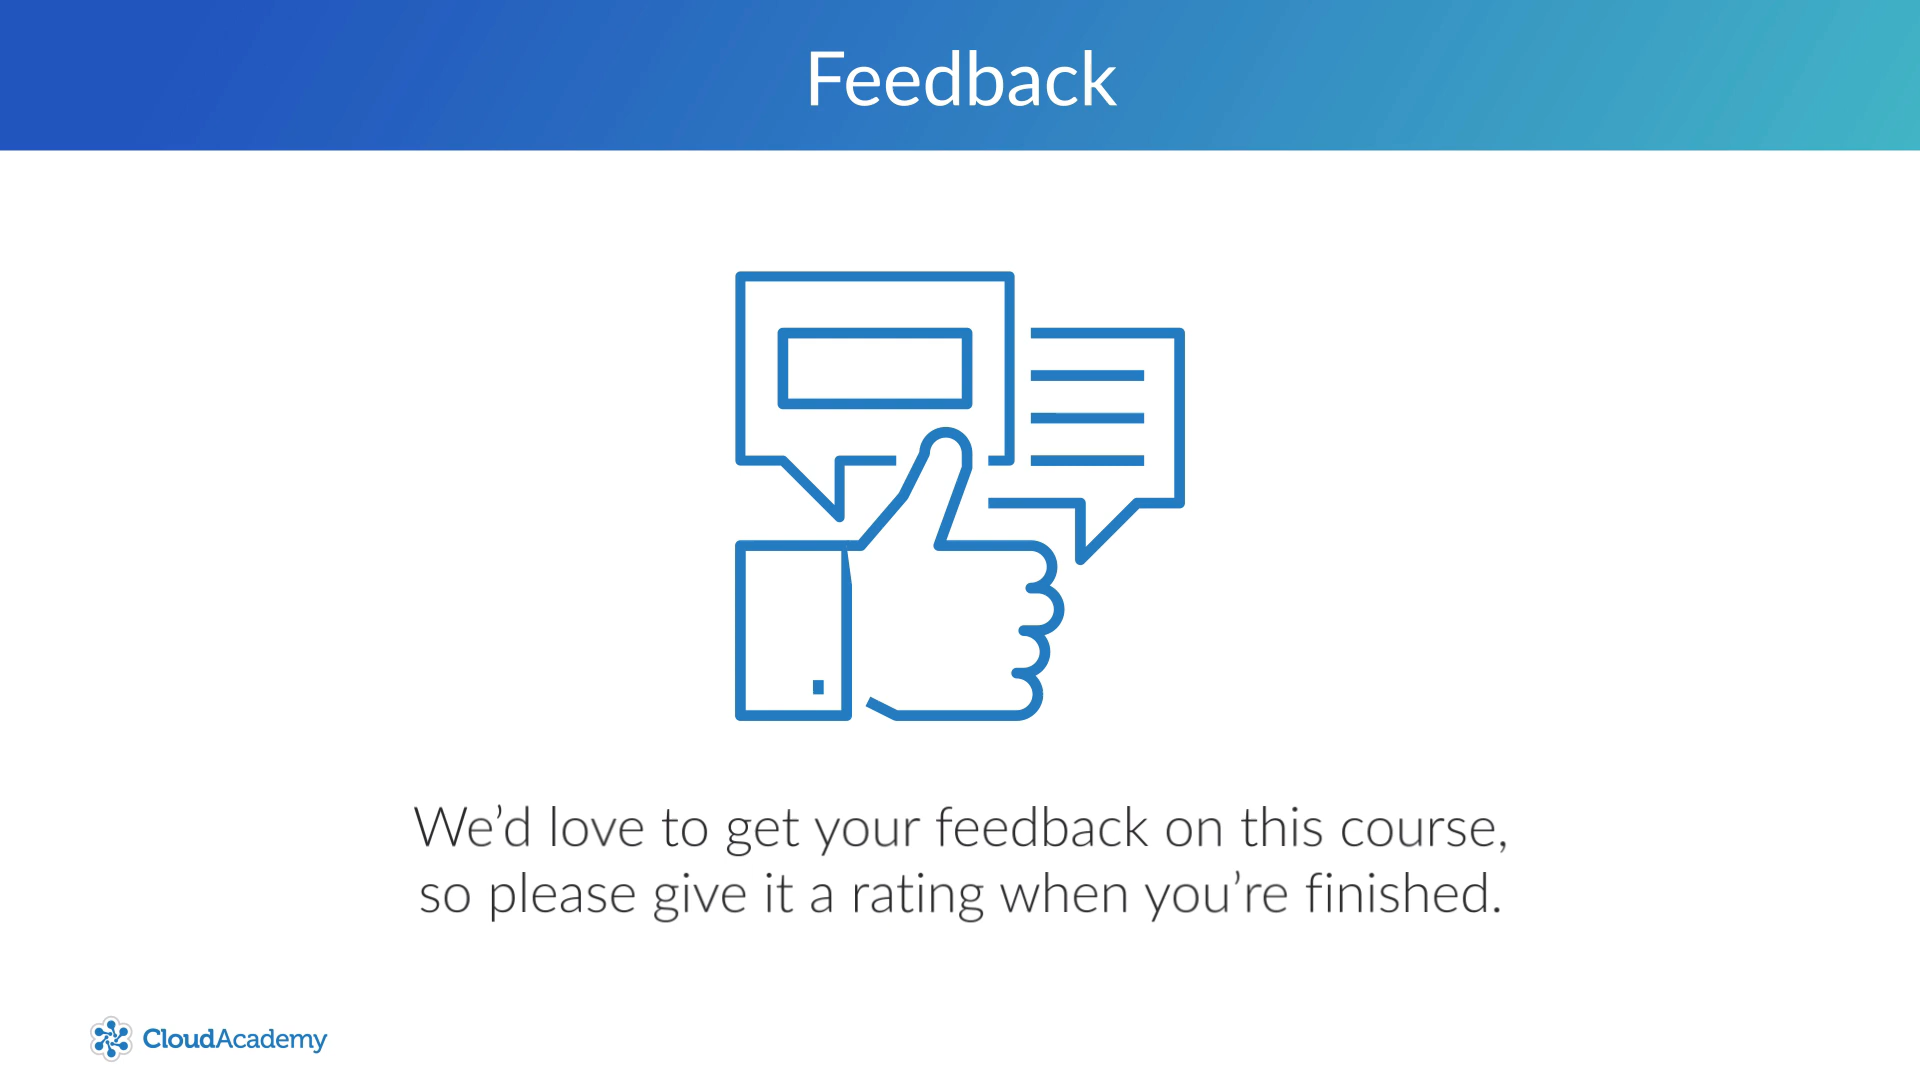 Feedback
We’d love to get your feedback on this course,
so please give it a rating when you’re finished.
CloudAcademy